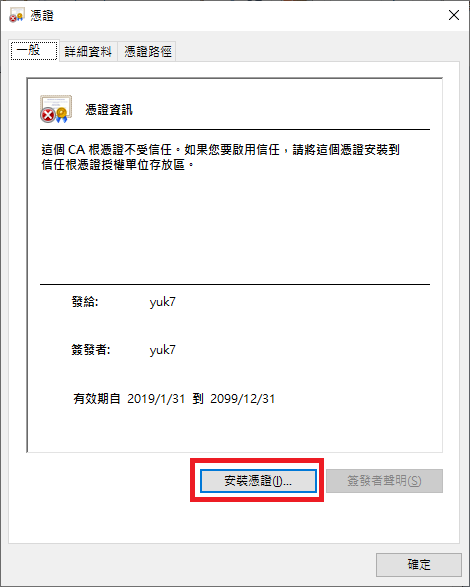 憑證
一般
詳細資料
憑證路徑
憑證資訊
這個 CA 根憑證不受信任。如果您要啟用信任，請將這個憑證安裝到
信任根憑證授權單位存放區。
發給: yuk7
簽發者: yuk7
有效期自 2019/1/31 到 2099/12/31
安裝憑證(I)...
簽發者聲明(S)
確定